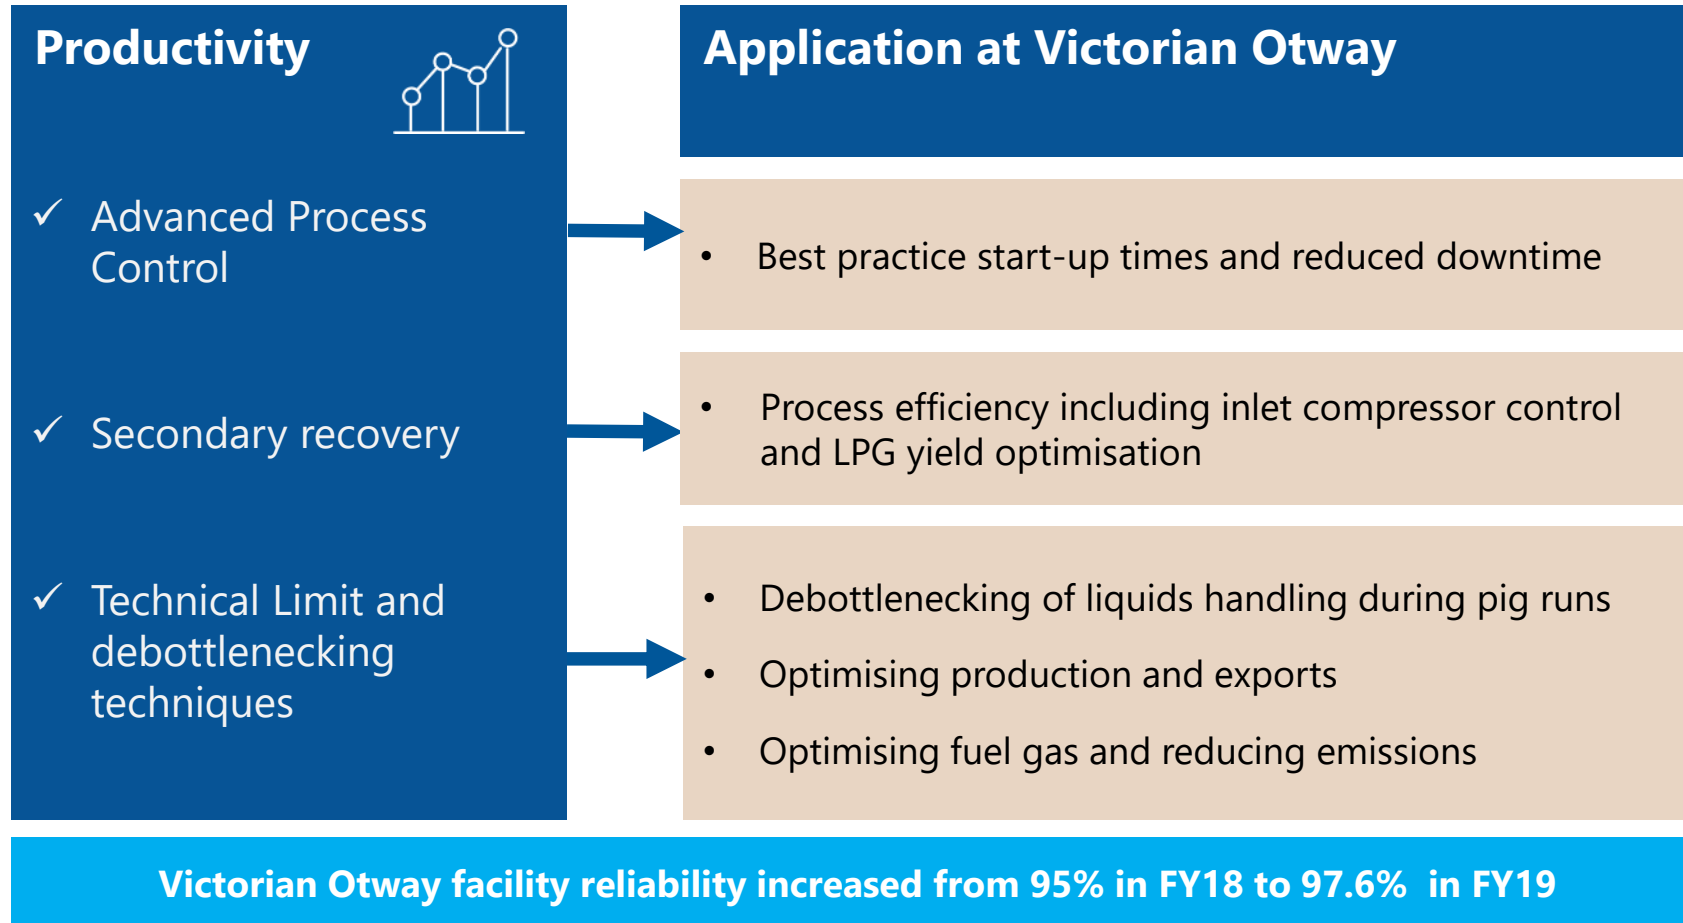 Productivity
✓ Advanced Process
Control
✓ Secondary recovery
✓ Technical Limit and
debottlenecking
techniques
Application at Victorian Otway
• Best practice start-up times and reduced downtime
• Process efficiency including inlet compressor control
and LPG yield optimisation
• Debottlenecking of liquids handling during pig runs
• Optimising production and exports
• Optimising fuel gas and reducing emissions
Victorian Otway facility reliability increased from 95% in FY18 to 97.6% in FY19